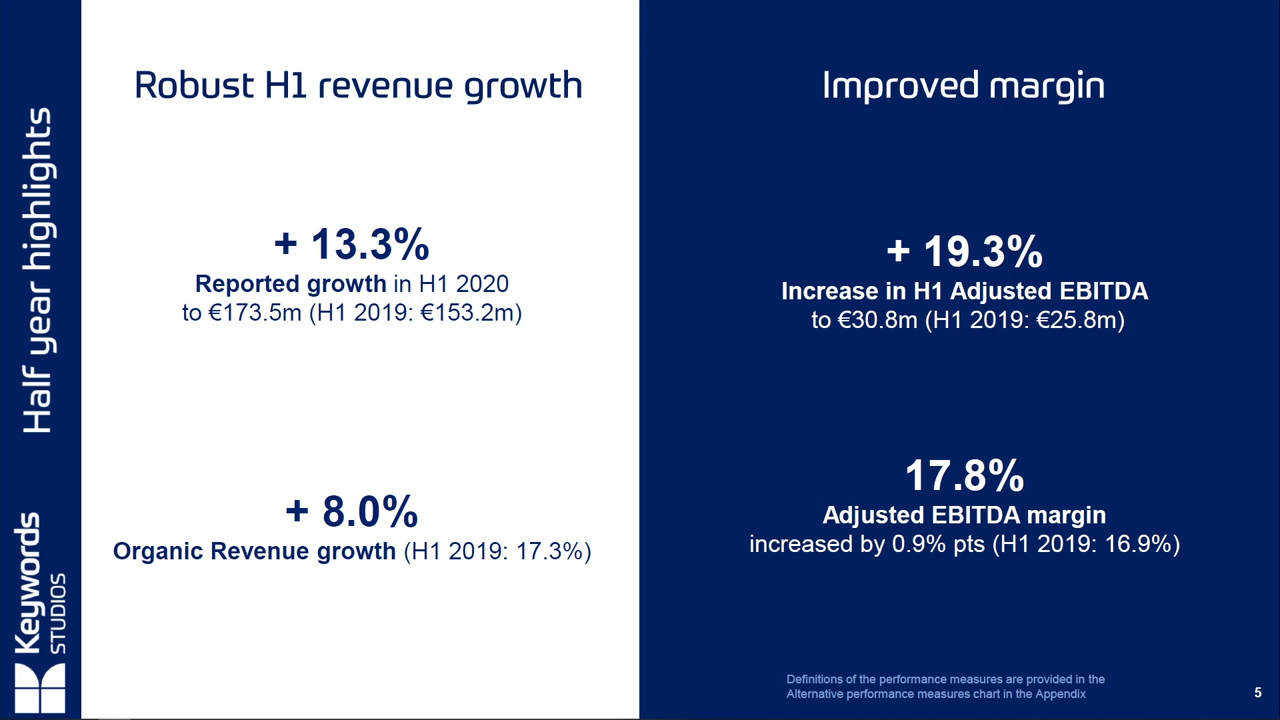 Half year highlights
Keywords
STUDIOS
Robust H1 revenue growth
+ 13.3%
Reported growth in H1 2020
to €173.5m (H1 2019: €153.2m)
+ 8.0%
Organic Revenue growth (H1 2019: 17.3%)
Improved margin
+ 19.3%
Increase in H1 Adjusted EBITDA
to €30.8m (H1 2019: €25.8m)
17.8%
Adjusted EBITDA margin
increased by 0.9% pts (H1 2019: 16.9%)
Definitions of the performance measures are provided in the
Alternative performance measures chart in the Appendix
5